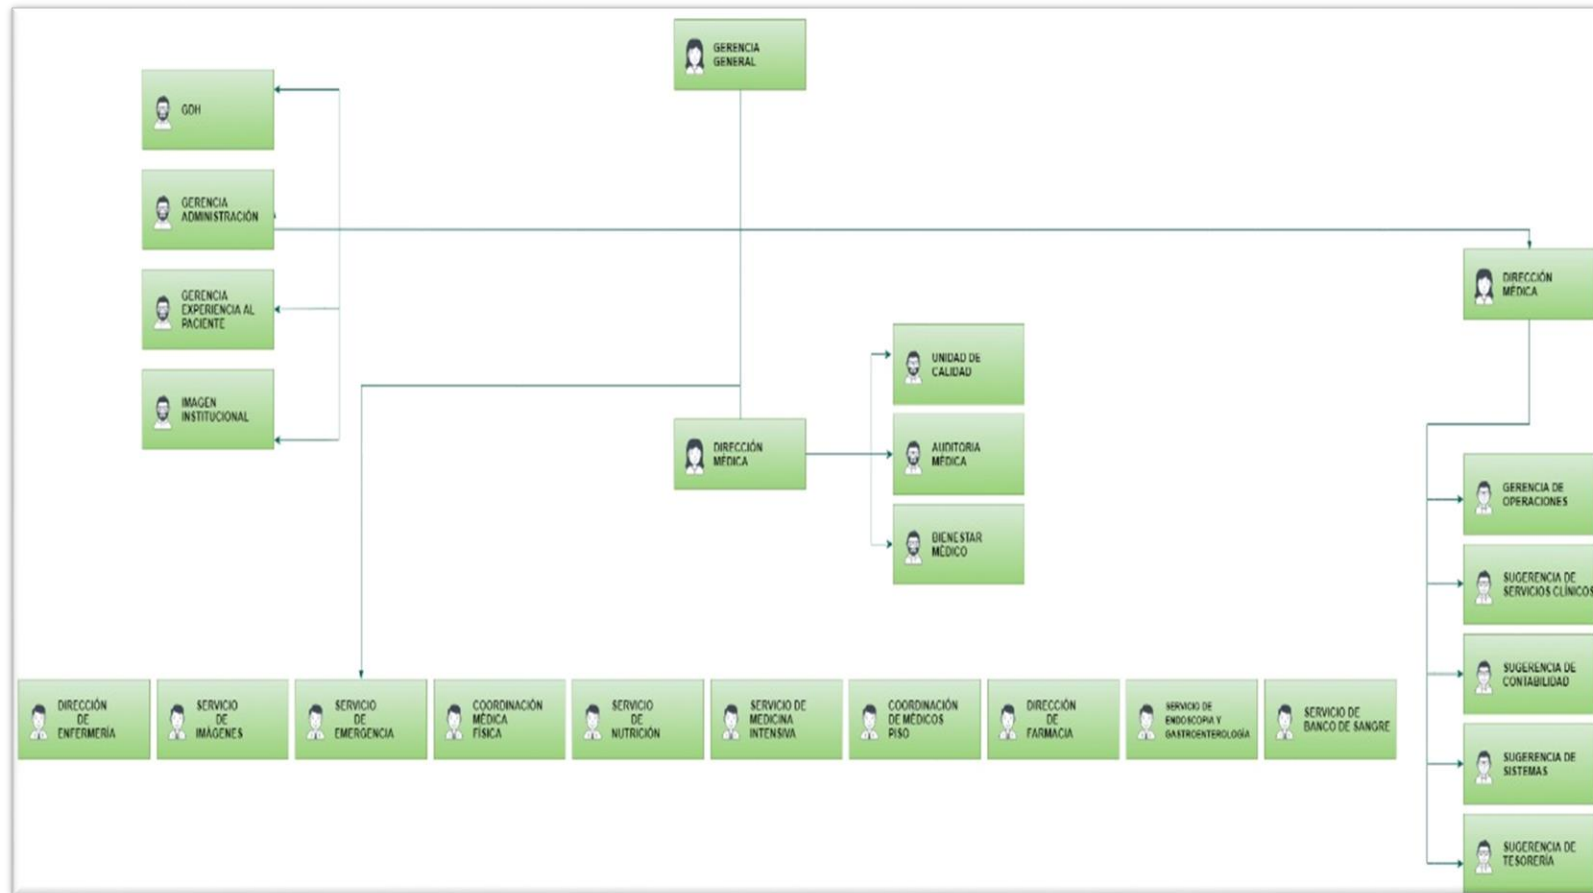 GERENCIA
GENERAL
GDH
GERENCIA
ADMINISTRACIÓN
GERENCIA
EXPERIENCIA AL
PACIENTE
IMAGEN
INSTITUCIONAL
DIRECCIÓN
MÉDICA
UNIDAD DE
CALIDAD
AUDITORIA
MÉDICA
BIENESTAR
MÉDICO
DIRECCIÓN
MÉDICA
GERENCIA DE
OPERACIONES
SUGERENCIA DE
SERVICIOS CLÍNICOS
SUGERENCIA DE
CONTABILIDAD
SUGERENCIA DE
SISTEMAS
SUGERENCIA DE
TESORERÍA
DIRECCIÓN
DE
ENFERMERÍA
SERVICIO
DE
IMÁGENES
SERVICIO
DE
EMERGENCIA
COORDINACIÓN
MÉDICA
FÍSICA
SERVICIO
DE
NUTRICIÓN
SERVICIO DE
MEDICINA
INTENSIVA
COORDINACIÓN
DE MÉDICOS
PISO
DIRECCIÓN
DE
FARMACIA
SERVICIO DE
ENDOSCOPIA Y
GASTROENTEROLOGÍA
SERVICIO DE
BANCO DE SANGRE